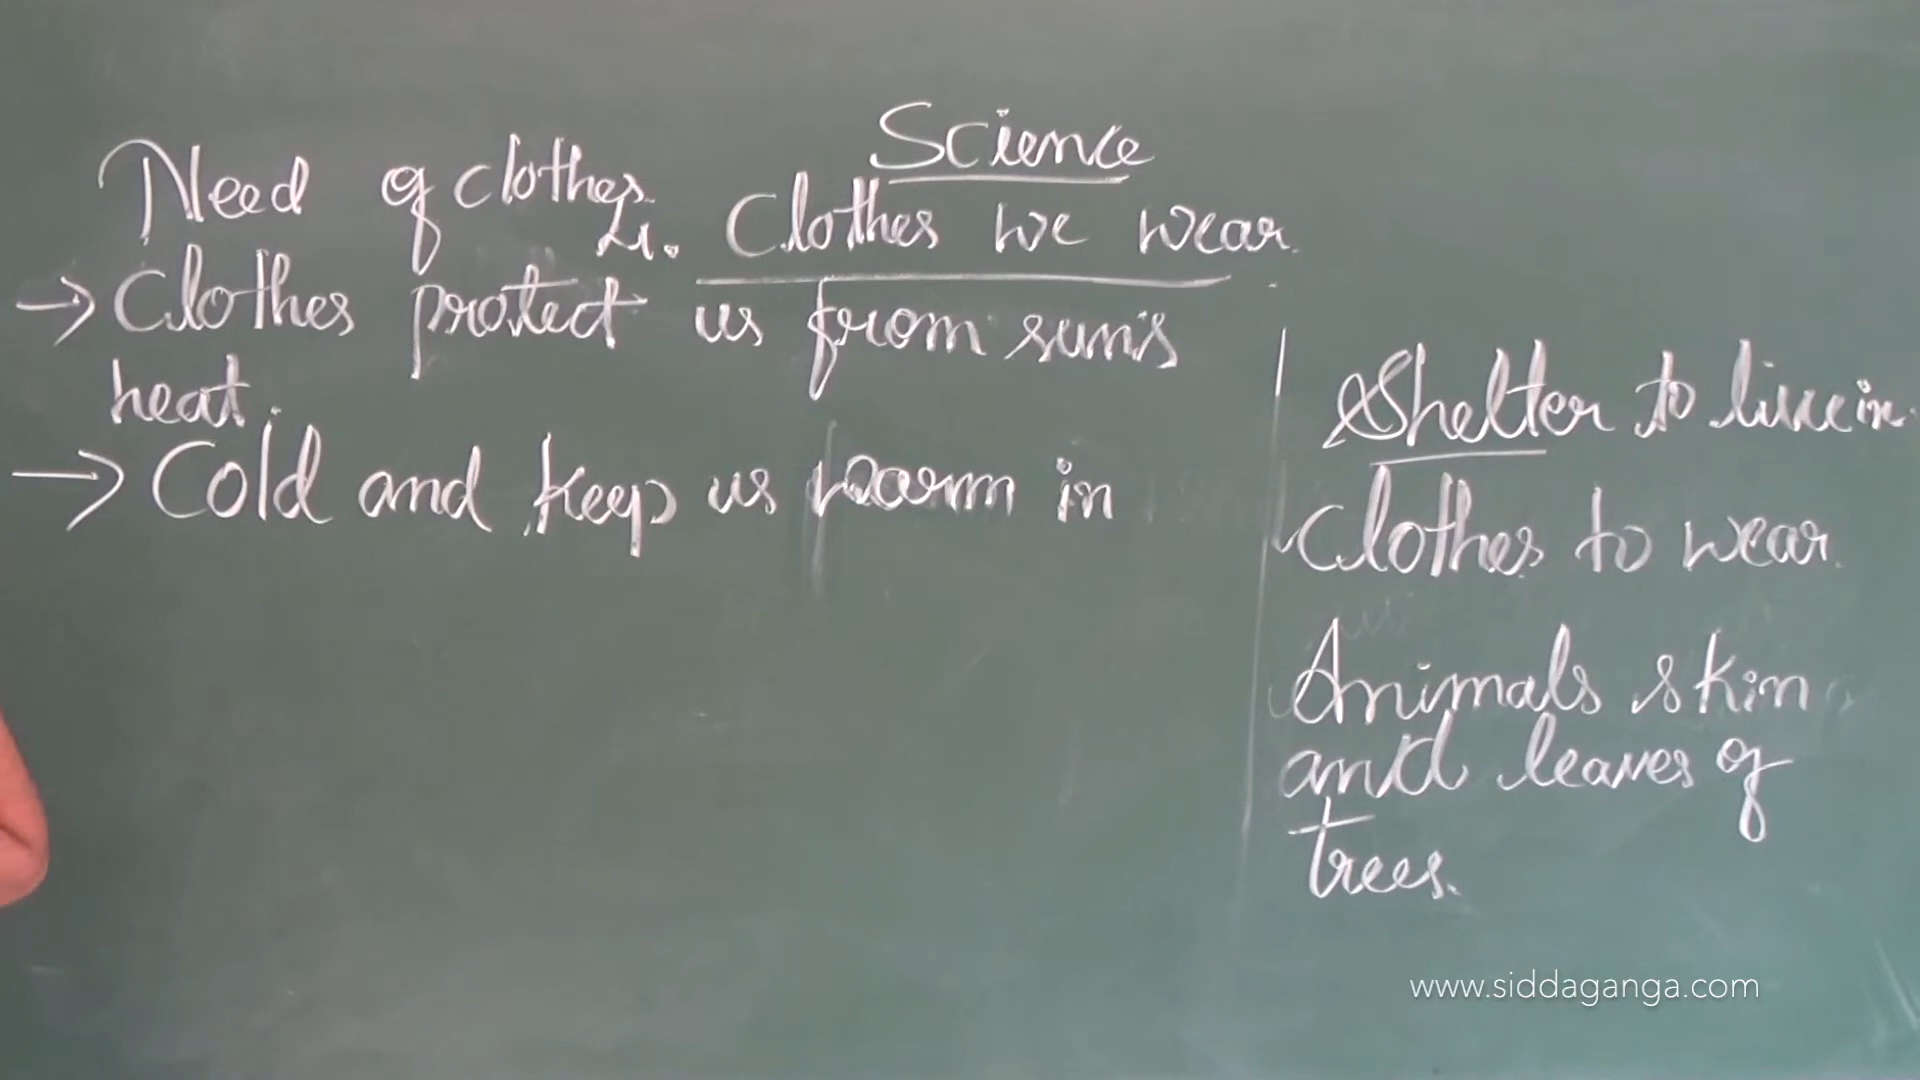 Science
4. Clothes we wear.
Need of clothes.
→ Clothes protect us from sun's
heat.
→ Cold and keep us warm in
Shelter to live in.
Clothes to wear.
Animals skin
and leaves of
trees.
www.siddaganga.com